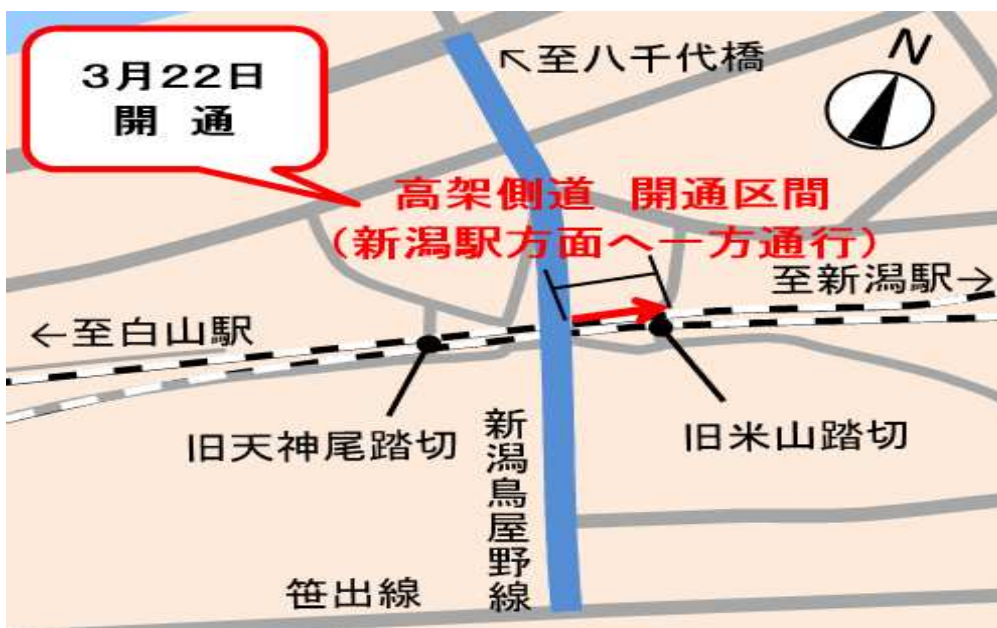 3月22日
開 通
↖至八千代橋
N
高架側道 開通区間
(新潟駅方面へ一方通行)
至新潟駅→
←至白山駅
旧天神尾踏切
旧米山踏切
新潟鳥屋野線
笹出線